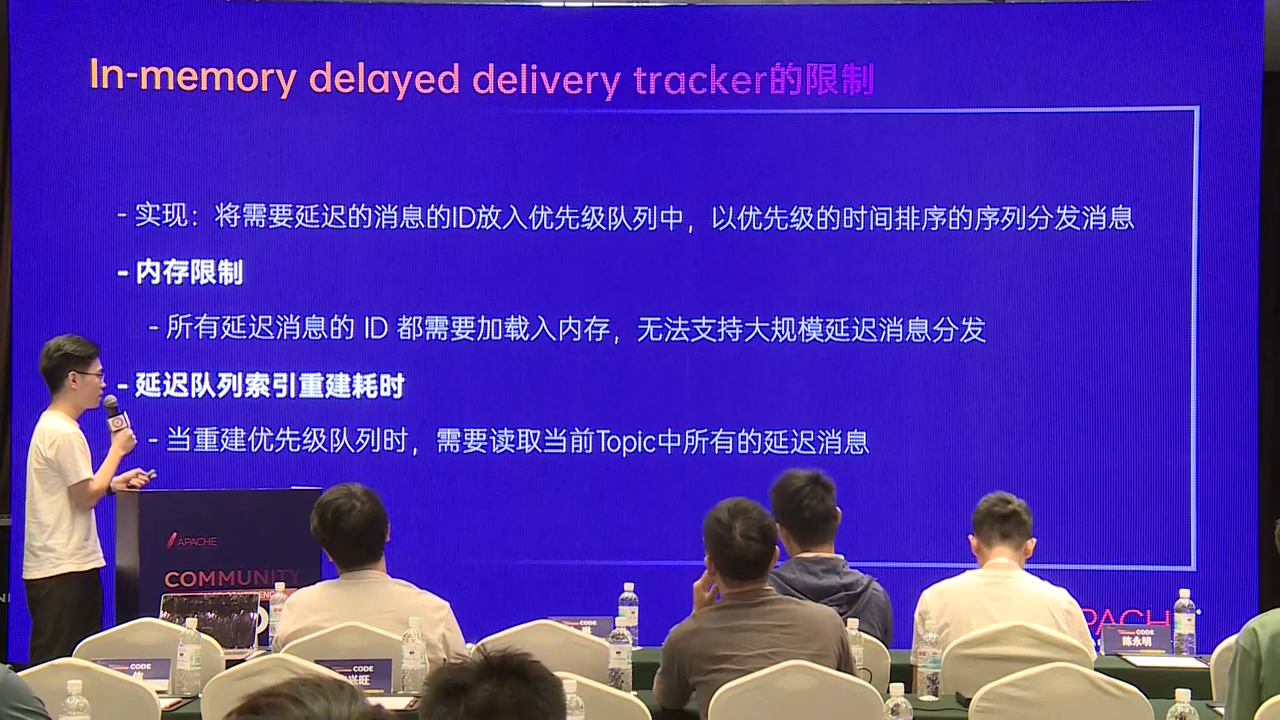 In-memory delayed delivery tracker的限制
- 实现：将需要延迟的消息的ID放入优先级队列中，以优先级的时间排序的序列分发消息
- 内存限制
- 所有延迟消息的 ID 都需要加载入内存，无法支持大规模延迟消息分发
- 延迟队列索引重建耗时
- 当重建优先级队列时，需要读取当前Topic中所有的延迟消息
APACHE
COMMUNITY
CODE
CODE
CODE
陈永明